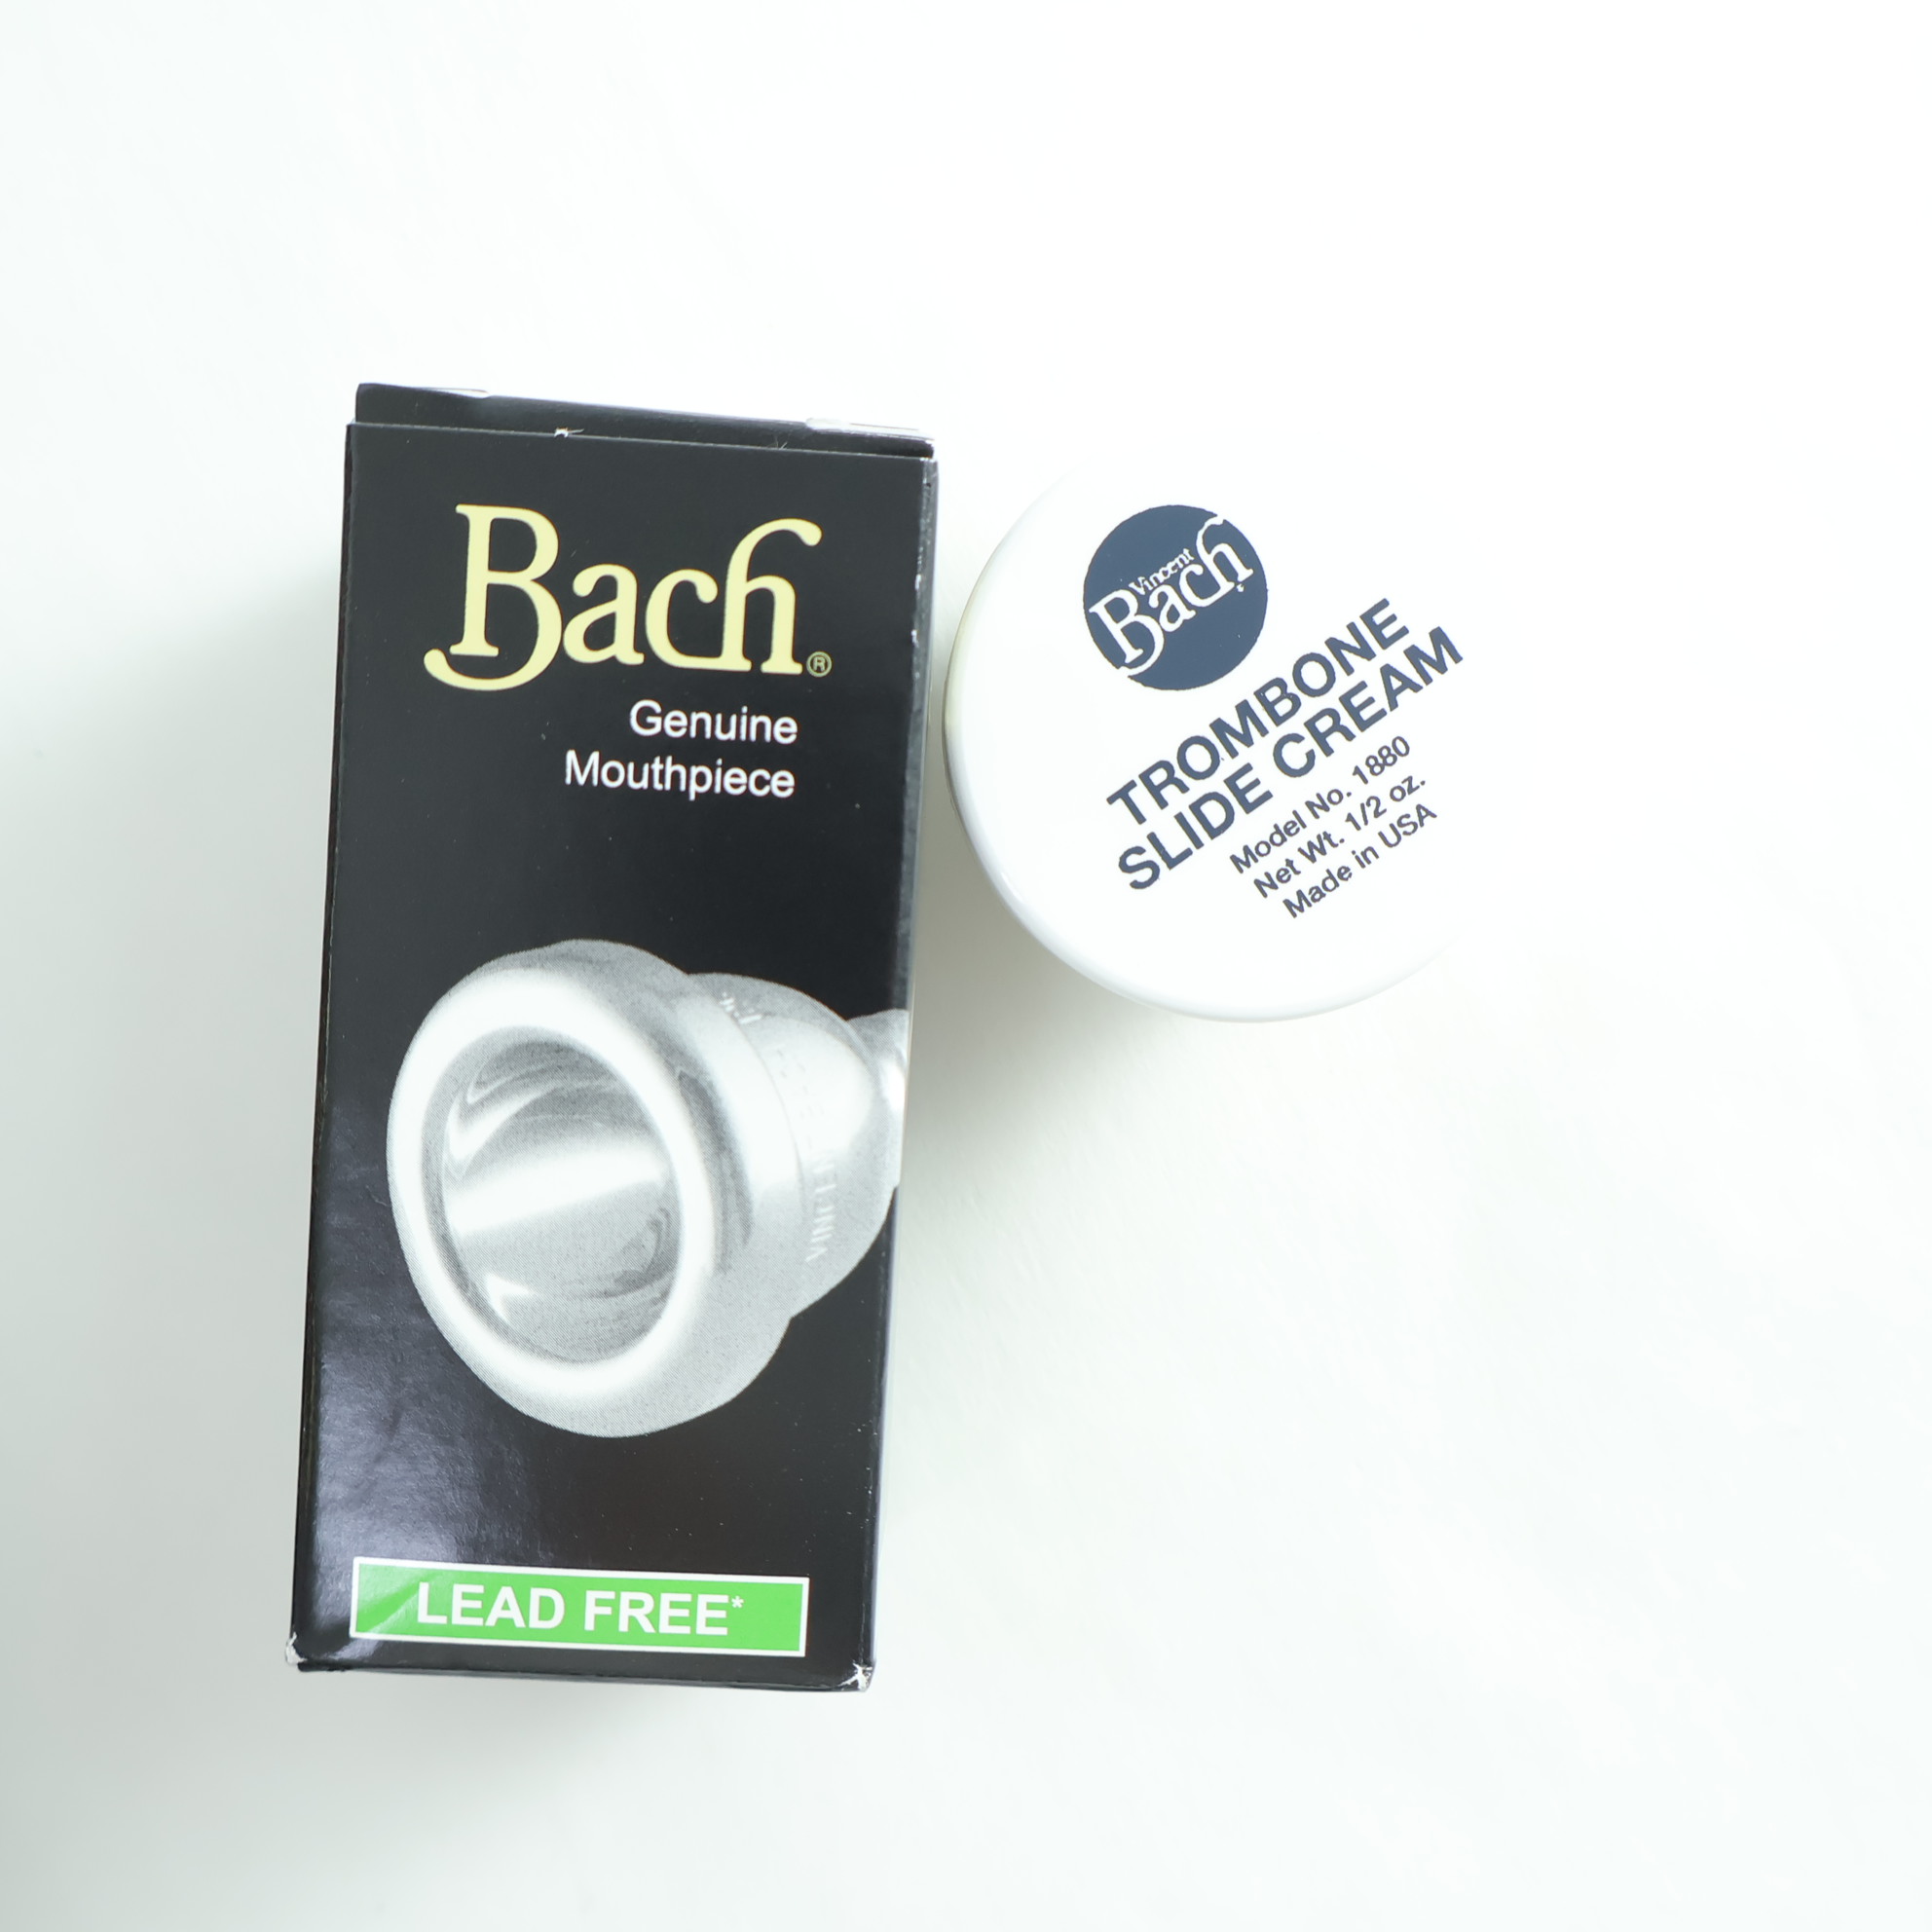 Bach®
Genuine
Mouthpiece
LEAD FREE*
Vincent
Bach
TROMBONE
SLIDE CREAM
Model No. 1880
Net Wt. 1/2 oz.
Made in USA